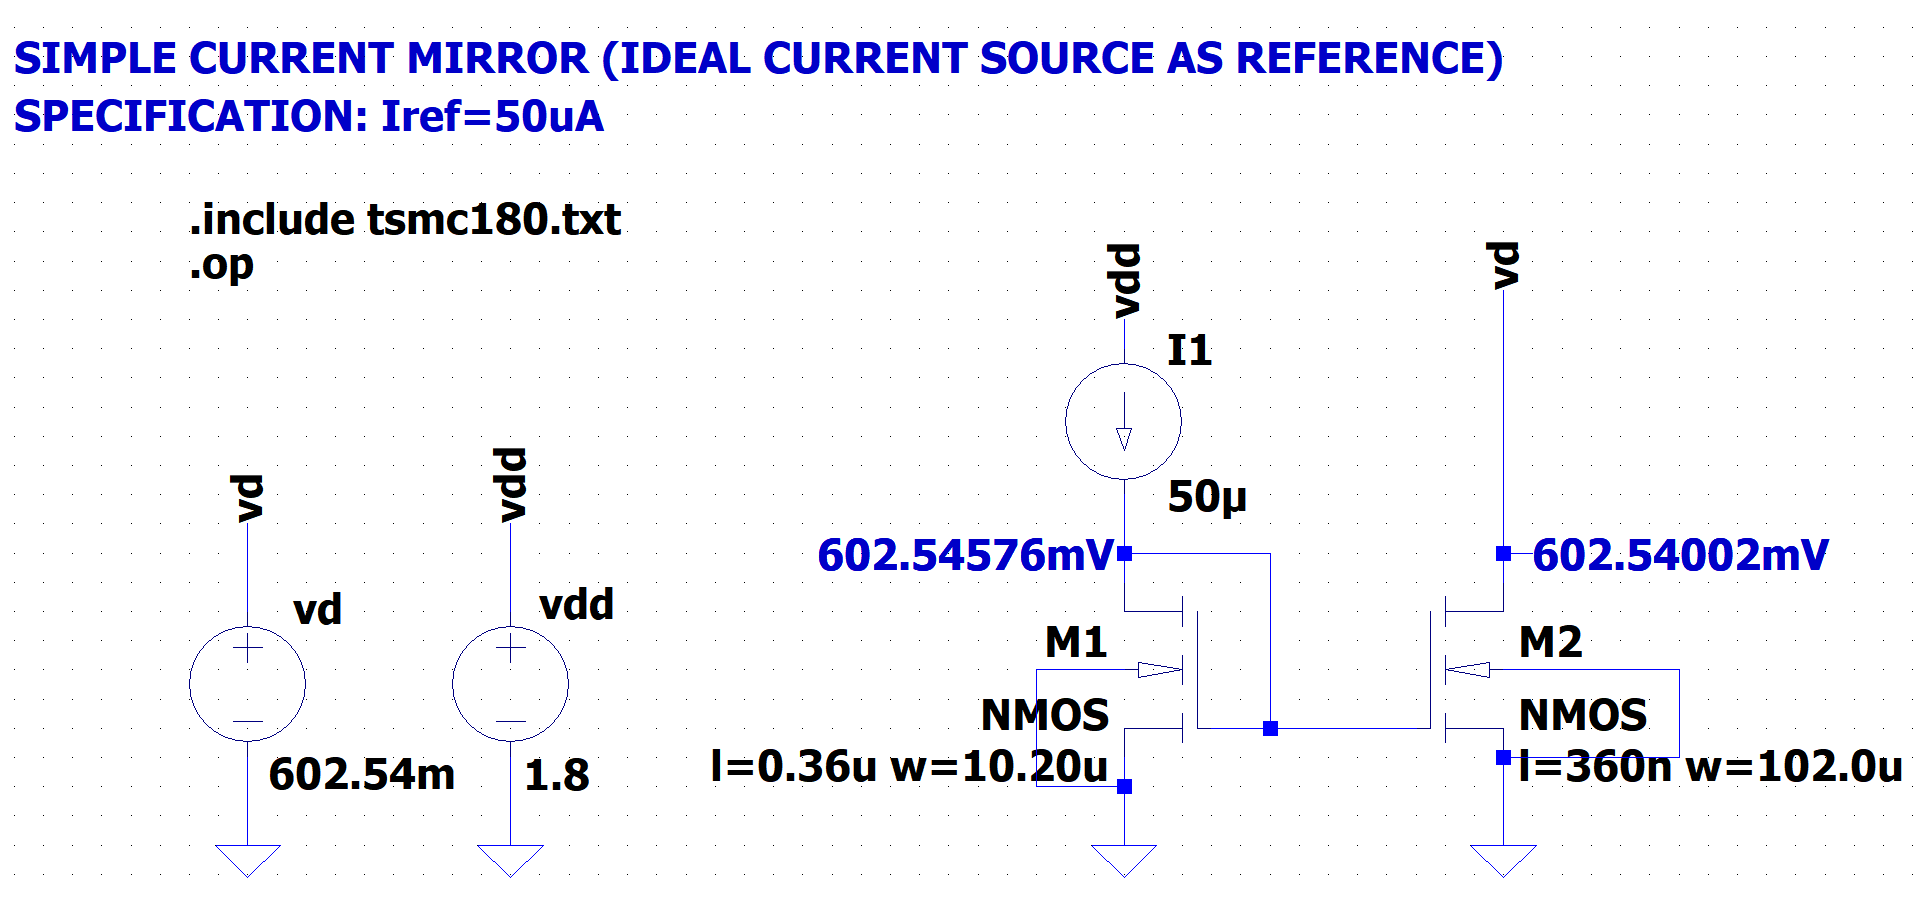 SIMPLE CURRENT MIRROR (IDEAL CURRENT SOURCE AS REFERENCE)
SPECIFICATION: Iref=50uA
.include tsmc180.txt
.op
vdd
vd
I1
50µ
vd
vdd
602.54576mV
602.54002mV
vd
vdd
M1
M2
NMOS
NMOS
602.54m
1.8
l=0.36u w=10.20u
l=360n w=102.0u